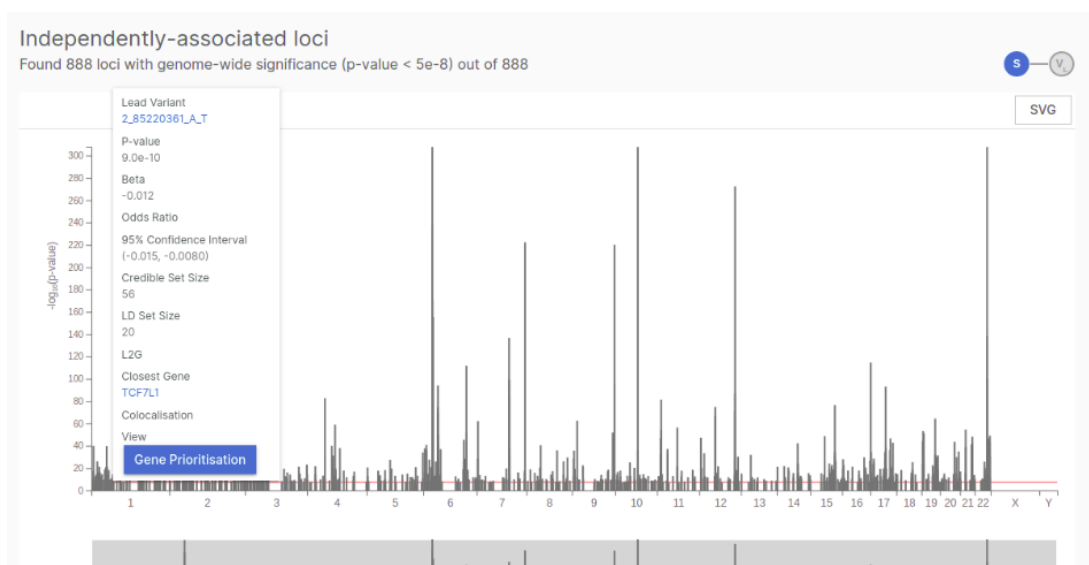 Independently-associated loci
Found 888 loci with genome-wide significance (p-value < 5e-8) out of 888
S
V_L
SVG
Lead Variant
2_85220361_A_T
P-value
9.0e-10
Beta
-0.012
Odds Ratio
95% Confidence Interval
(-0.015, -0.0080)
Credible Set Size
56
LD Set Size
20
L2G
Closest Gene
TCF7L1
Colocalisation
View
Gene Prioritisation
-log₁₀(p-value)
300
280
260
240
220
200
180
160
140
120
100
80
60
40
20
0
1 2 3 4 5 6 7 8 9 10 11 12 13 14 15 16 17 18 19 20 21 22 X Y